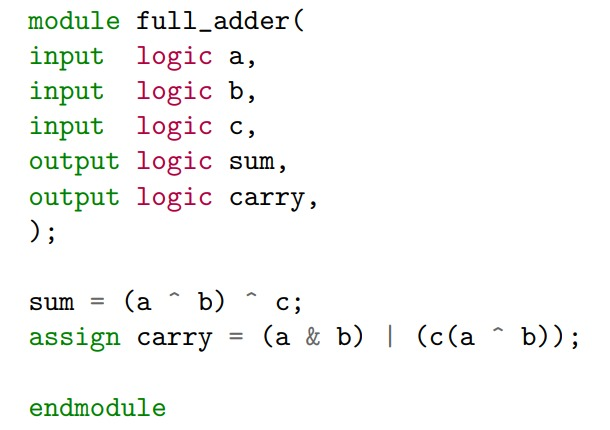 module full_adder(
input  logic a,
input  logic b,
input  logic c,
output logic sum,
output logic carry,
);
sum = (a ^ b) ^ c;
assign carry = (a & b) | (c(a ^ b));
endmodule